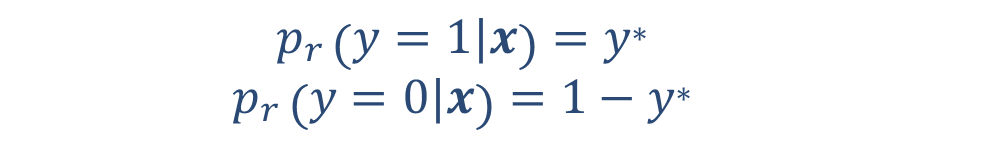 p_r (y = 1|x) = y*
p_r (y = 0|x) = 1 − y*